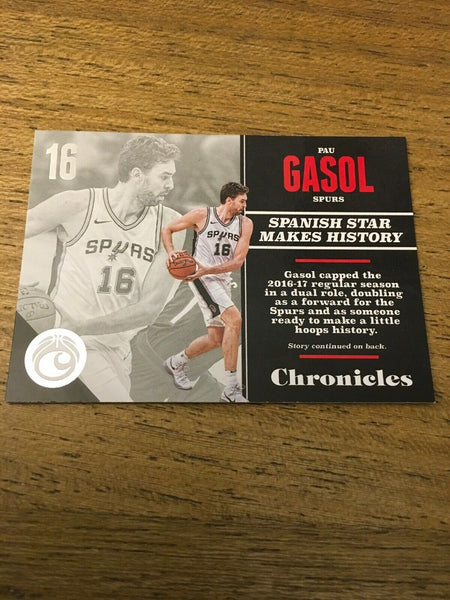 16
PAU
GASOL
SPURS
SPANISH STAR
MAKES HISTORY
Gasol capped the
2016-17 regular season
in a dual role, doubling
as a forward for the
Spurs and as someone
ready to make a little
hoops history.
Story continued on back.
Chronicles
SPURS
16
SPURS
16